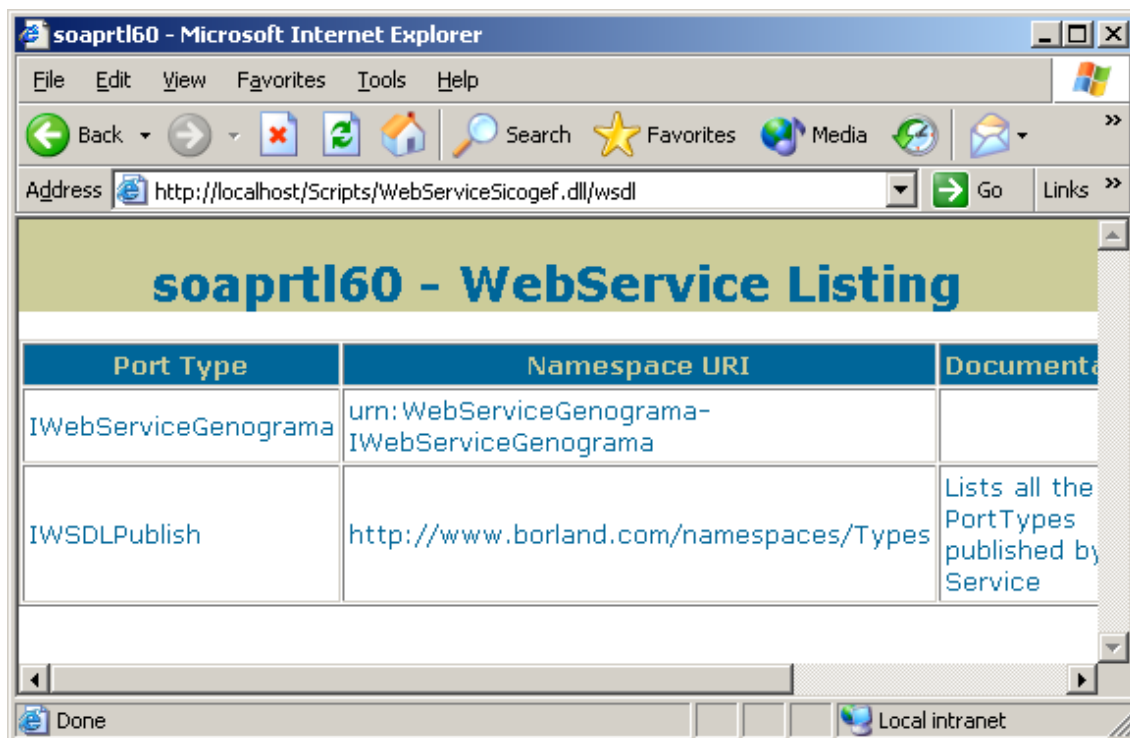 soaprtl60 - Microsoft Internet Explorer
File Edit View Favorites Tools Help
Back Search Favorites Media »
Address http://localhost/Scripts/WebServiceSicogef.dll/wsdl Go Links »
soaprtl60 - WebService Listing
Port Type Namespace URI Documenta
IWebServiceGenograma urn:WebServiceGenograma-
IWebServiceGenograma
IWSDLPublish http://www.borland.com/namespaces/Types Lists all the
PortTypes
published by
Service
Done Local intranet